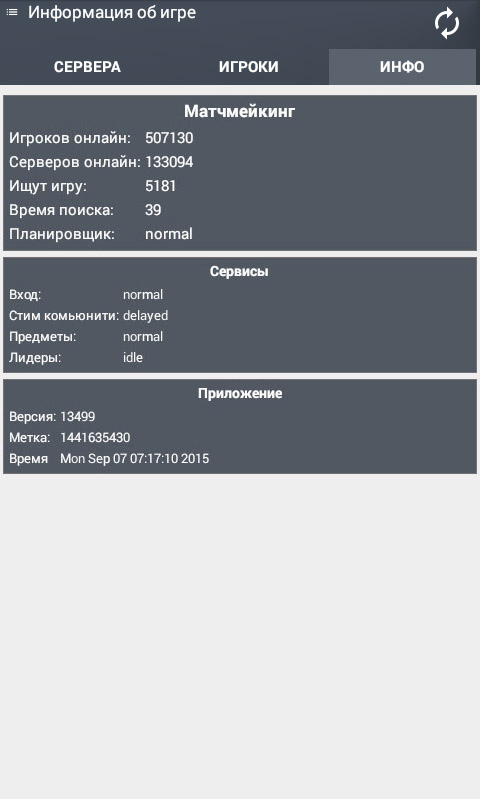 Информация об игре
СЕРВЕРА ИГРОКИ ИНФО
Матчмейкинг
Игроков онлайн: 507130
Серверов онлайн: 133094
Ищут игру: 5181
Время поиска: 39
Планировщик: normal
Сервисы
Вход: normal
Стим комьюнити: delayed
Предметы: normal
Лидеры: idle
Приложение
Версия: 13499
Метка: 1441635430
Время Mon Sep 07 07:17:10 2015